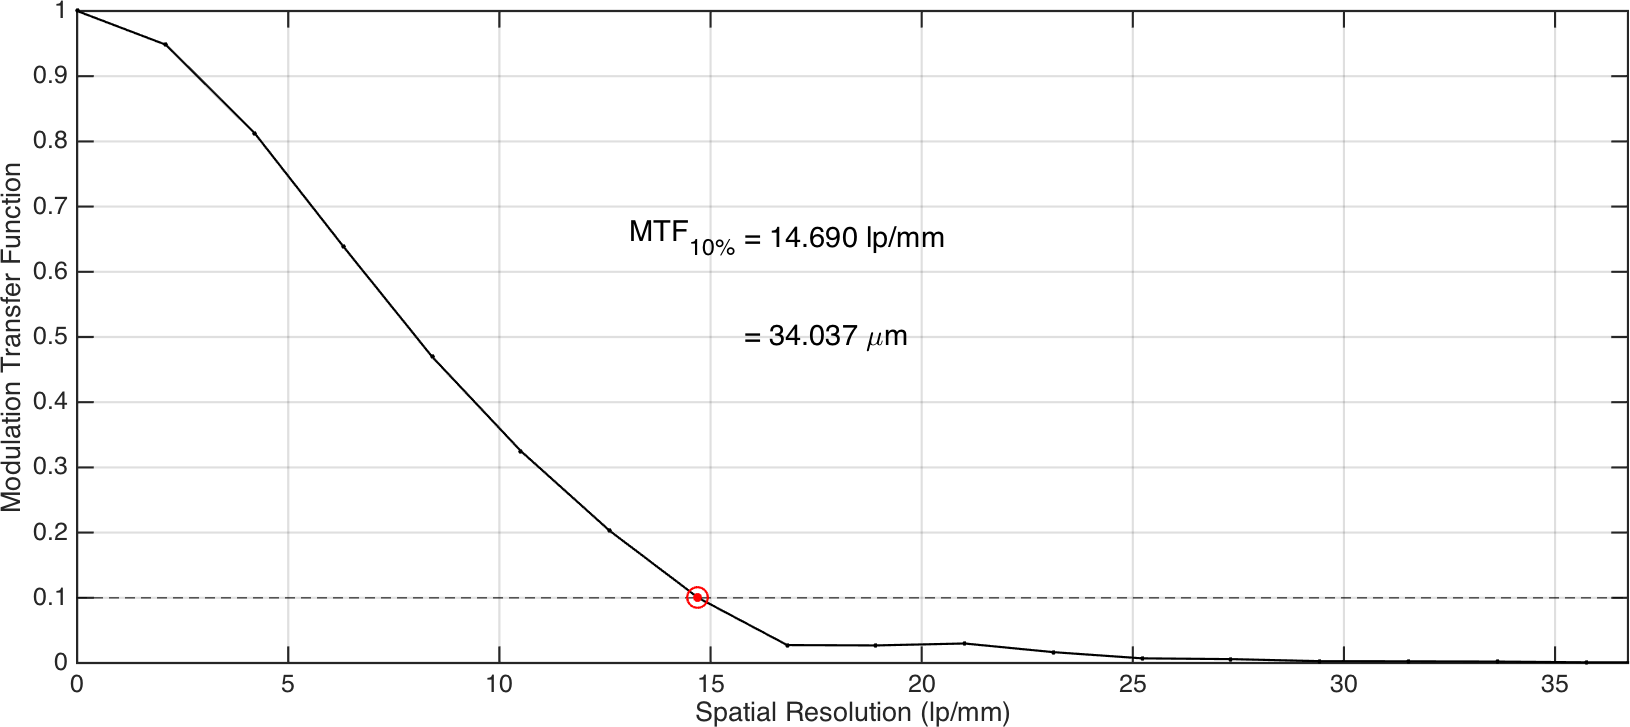 1
0.9
0.8
0.7
0.6
0.5
0.4
0.3
0.2
0.1
0
Modulation Transfer Function
MTF10% = 14.690 lp/mm
= 34.037 μm
0 5 10 15 20 25 30 35
Spatial Resolution (lp/mm)